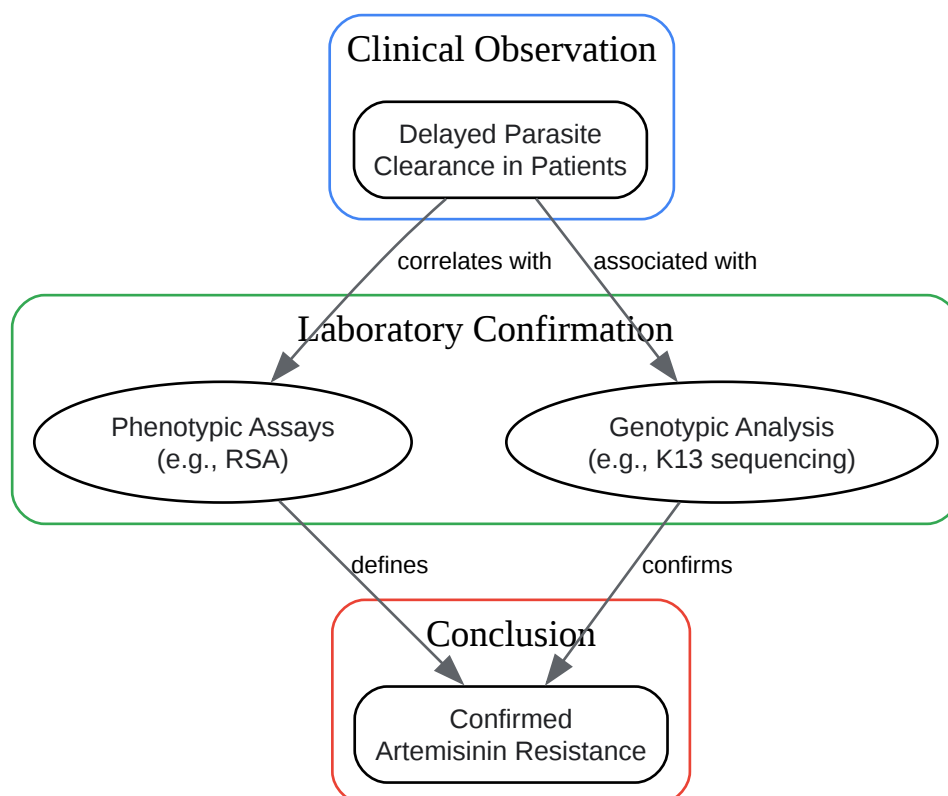 Clinical Observation
Delayed Parasite
Clearance in Patients
correlates with
associated with
Laboratory Confirmation
Phenotypic Assays
(e.g., RSA)
Genotypic Analysis
(e.g., K13 sequencing)
defines
confirms
Conclusion
Confirmed
Artemisinin Resistance